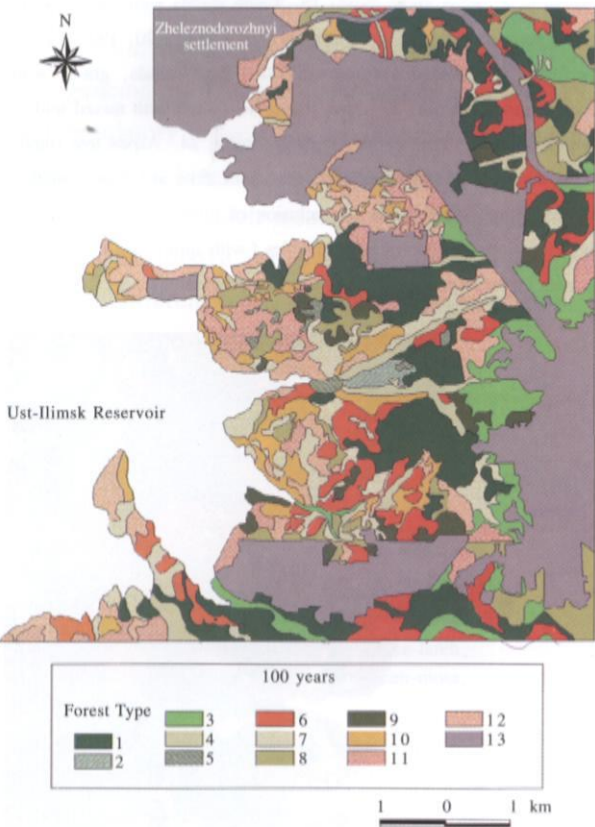 N
Zheleznodorozhnyi
settlement
Ust-Ilimsk Reservoir
100 years
Forest Type
1
2
3
4
5
6
7
8
9
10
11
12
13
1 0 1 km